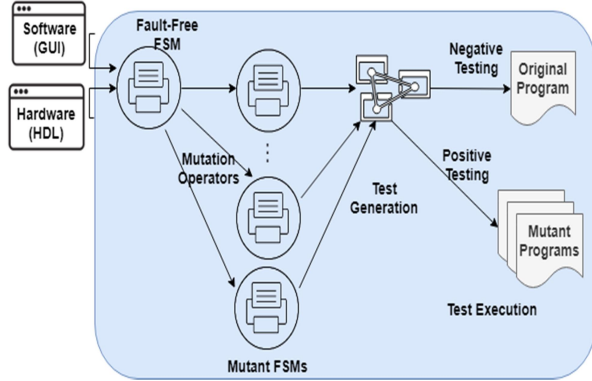 Software
(GUI)
Hardware
(HDL)
Fault-Free
FSM
Mutation
Operators
Mutant FSMs
Test
Generation
Negative
Testing
Positive
Testing
Original
Program
Mutant
Programs
Test Execution